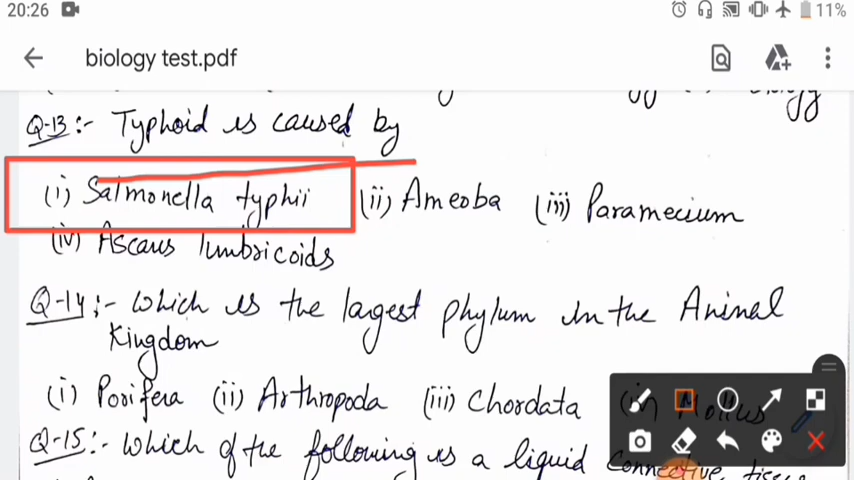 20:26 11%
biology test.pdf
Q-13:- Typhoid is caused by
(i) Salmonella typhii (ii) Ameoba (iii) Paramecium
(iv) Ascaus lumbricoids
Q-14:- Which is the largest phylum in the Animal
Kingdom
(i) Porifera (ii) Arthropoda (iii) Chordata
Q-15:- Which of the following is a liquid connective tissue